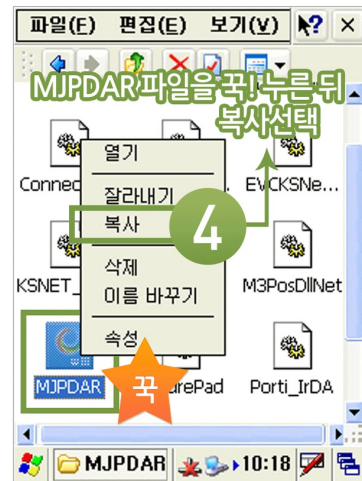 파일(F) 편집(E) 보기(V)
MJPDAR 파일을 꾹! 누른 뒤
복사선택
열기
잘라내기
복사
삭제
이름 바꾸기
속성
4
Connec
EVCKSNe...
KSNET_
M3PosDllNet
MJPDAR
꾹
urePad
Porti_IrDA
MJPDAR
10:18